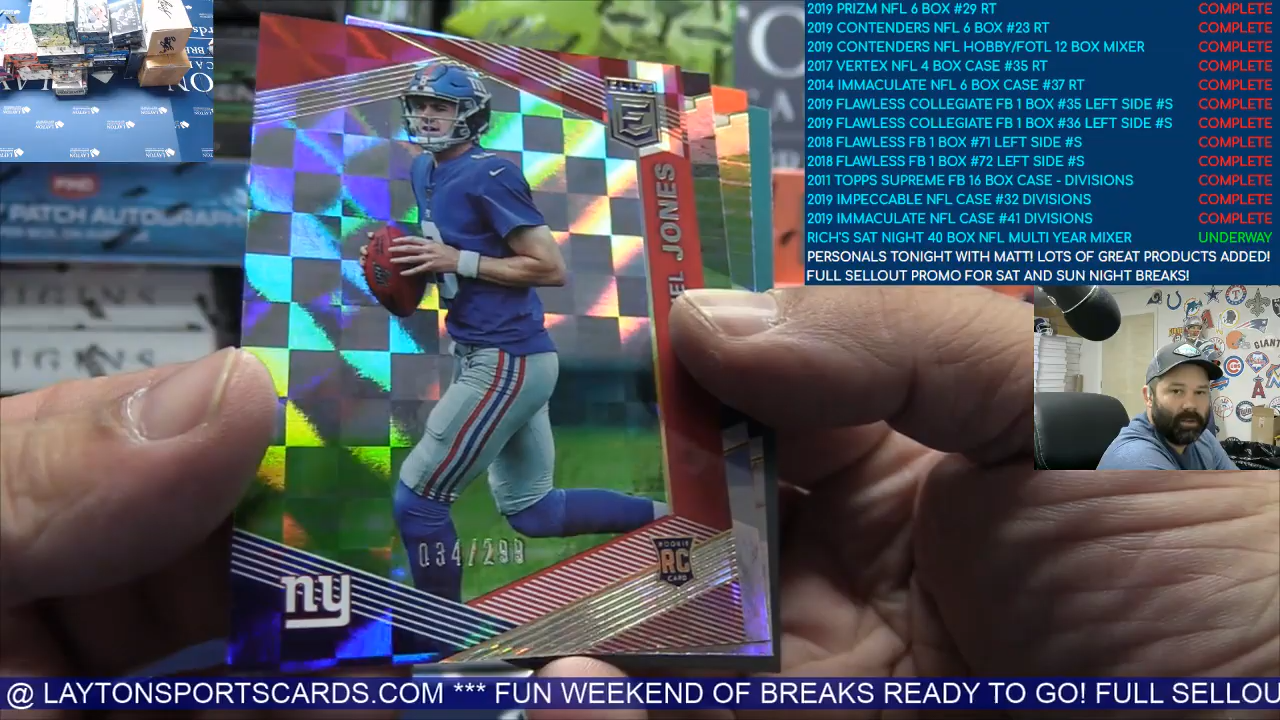 2019 PRIZM NFL 6 BOX #29 RT COMPLETE
2019 CONTENDERS NFL 6 BOX #23 RT COMPLETE
2019 CONTENDERS NFL HOBBY/FOTL 12 BOX MIXER COMPLETE
2017 VERTEX NFL 4 BOX CASE #35 RT COMPLETE
2014 IMMACULATE NFL 6 BOX CASE #37 RT COMPLETE
2019 FLAWLESS COLLEGIATE FB 1 BOX #35 LEFT SIDE #S COMPLETE
2019 FLAWLESS COLLEGIATE FB 1 BOX #36 LEFT SIDE #S COMPLETE
2018 FLAWLESS FB 1 BOX #71 LEFT SIDE #S COMPLETE
2018 FLAWLESS FB 1 BOX #72 LEFT SIDE #S COMPLETE
2011 TOPPS SUPREME FB 16 BOX CASE - DIVISIONS COMPLETE
2019 IMPECCABLE NFL CASE #32 DIVISIONS COMPLETE
2019 IMMACULATE NFL CASE #41 DIVISIONS COMPLETE
RICH'S SAT NIGHT 40 BOX NFL MULTI YEAR MIXER UNDERWAY
PERSONALS TONIGHT WITH MATT! LOTS OF GREAT PRODUCTS ADDED!
FULL SELLOUT PROMO FOR SAT AND SUN NIGHT BREAKS!
ELITE
E
EL JONES
PATCH AUTOGRAPH
IGINS
034/299
ROOKIE
RC
CARD
ny
@ LAYTONSPORTSCARDS.COM *** FUN WEEKEND OF BREAKS READY TO GO! FULL SELLOU